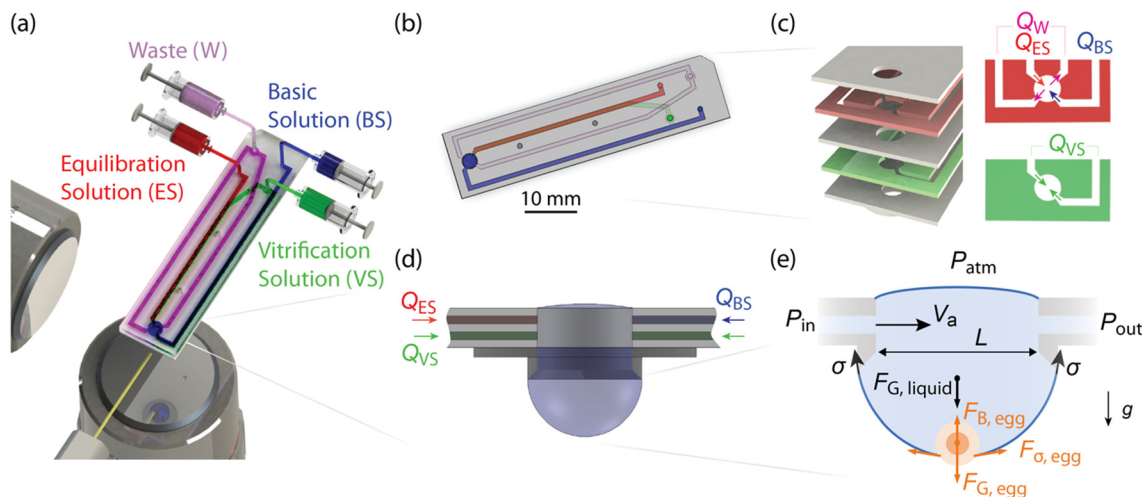 (a)
Waste (W)
Basic
Solution (BS)
Equilibration
Solution (ES)
Vitrification
Solution (VS)
(b)
10 mm
(c)
Q_W
Q_ES
Q_BS
Q_VS
(d)
Q_ES
Q_BS
Q_VS
(e)
P_atm
P_in
V_a
P_out
L
σ
σ
F_G, liquid
g
F_B, egg
F_σ, egg
F_G, egg